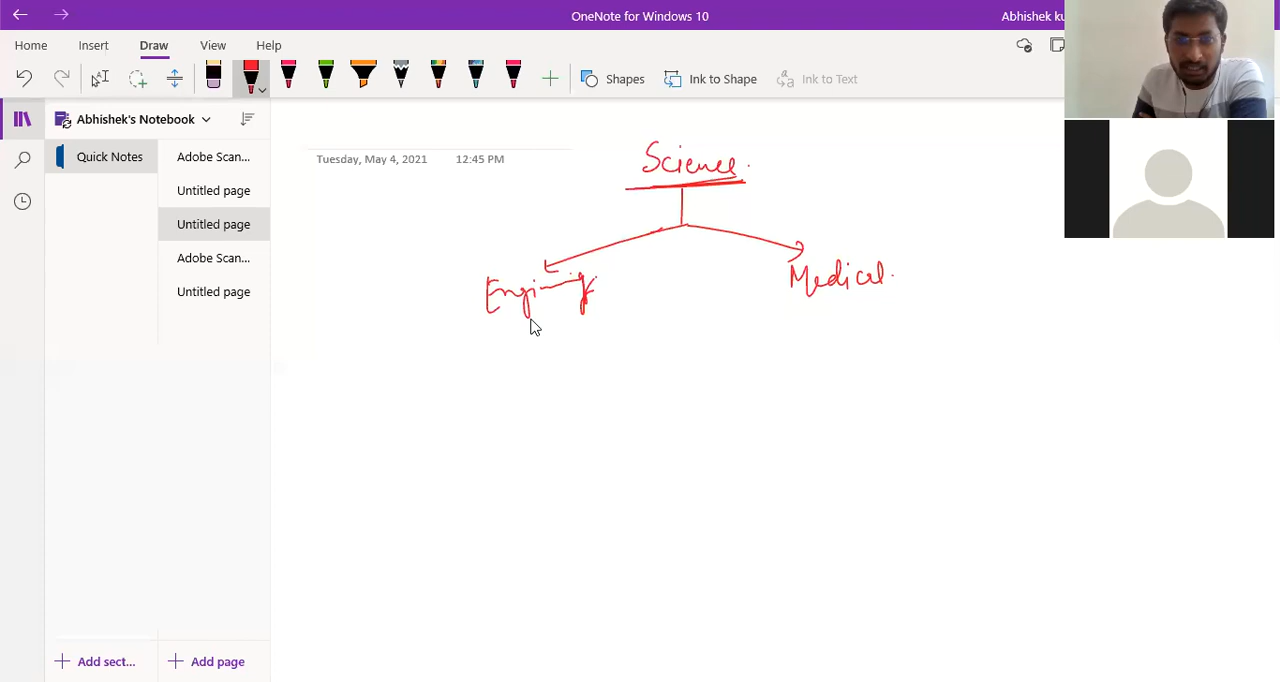 OneNote for Windows 10
Abhishek ku
Home Insert Draw View Help
Shapes Ink to Shape Ink to Text
Abhishek's Notebook
Quick Notes
Adobe Scan...
Untitled page
Untitled page
Adobe Scan...
Untitled page
Tuesday, May 4, 2021 12:45 PM
Science.
Engi—g.
Medical.
Add sect... Add page